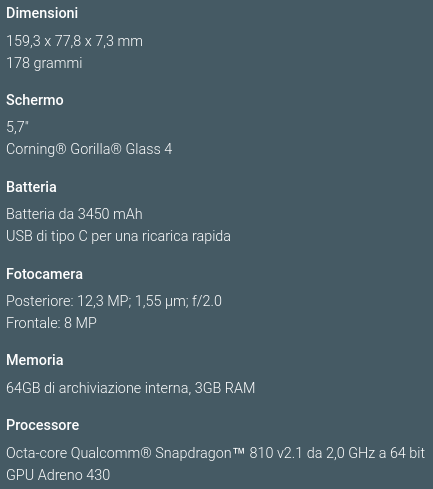 Dimensioni
159,3 x 77,8 x 7,3 mm
178 grammi
Schermo
5,7"
Corning® Gorilla® Glass 4
Batteria
Batteria da 3450 mAh
USB di tipo C per una ricarica rapida
Fotocamera
Posteriore: 12,3 MP; 1,55 µm; f/2.0
Frontale: 8 MP
Memoria
64GB di archiviazione interna, 3GB RAM
Processore
Octa-core Qualcomm® Snapdragon™ 810 v2.1 da 2,0 GHz a 64 bit
GPU Adreno 430